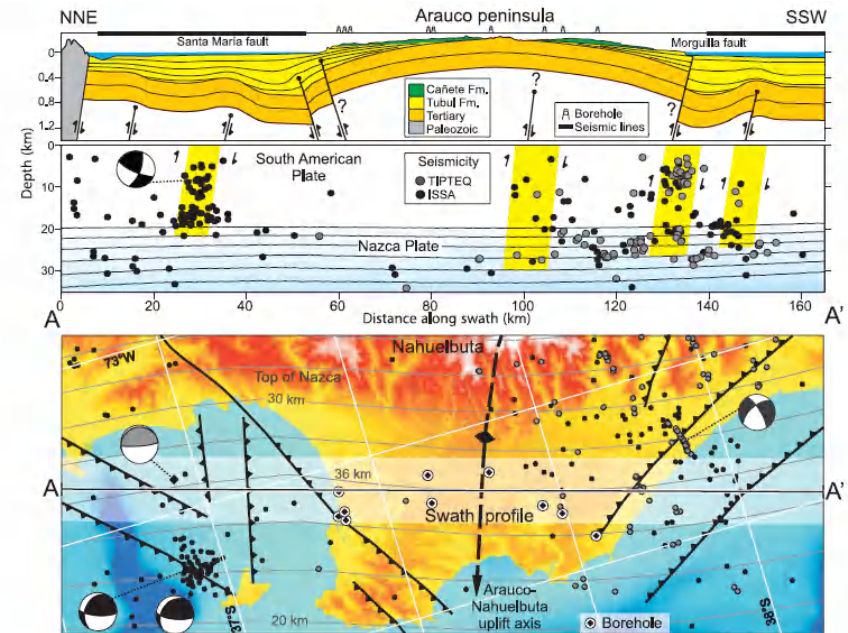 NNE
Arauco peninsula
SSW
Santa María fault
Morguilla fault
0
0.4
0.8
1.2
(km)
?
?
?
?
Cañete Fm.
Tubul Fm.
Tertiary
Paleozoic
Borehole
Seismic lines
Depth (km)
0
10
20
30
South American
Plate
Seismicity
TIPTEQ
ISSA
Nazca Plate
0
20
40
60
80
100
120
140
160
A
Distance along swath (km)
A'
73°W
Nahuelbuta
Top of Nazca
30 km
36 km
A
A'
Swath profile
Arauco-
Nahuelbuta
uplift axis
Borehole
20 km
37°S
38°S